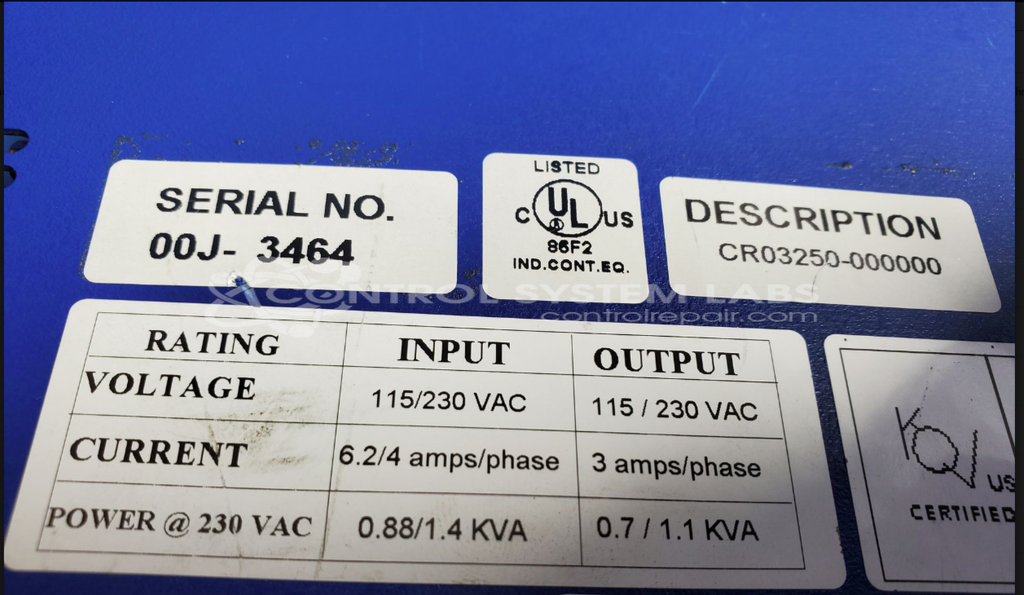 SERIAL NO.
00J- 3464
LISTED
C UL US
86F2
IND.CONT.EQ.
DESCRIPTION
CR03250-000000
CONTROL SYSTEM LABS
controlrepair.com
RATING INPUT OUTPUT
VOLTAGE 115/230 VAC 115 / 230 VAC
CURRENT 6.2/4 amps/phase 3 amps/phase
POWER @ 230 VAC 0.88/1.4 KVA 0.7 / 1.1 KVA
US
CERTIFIED